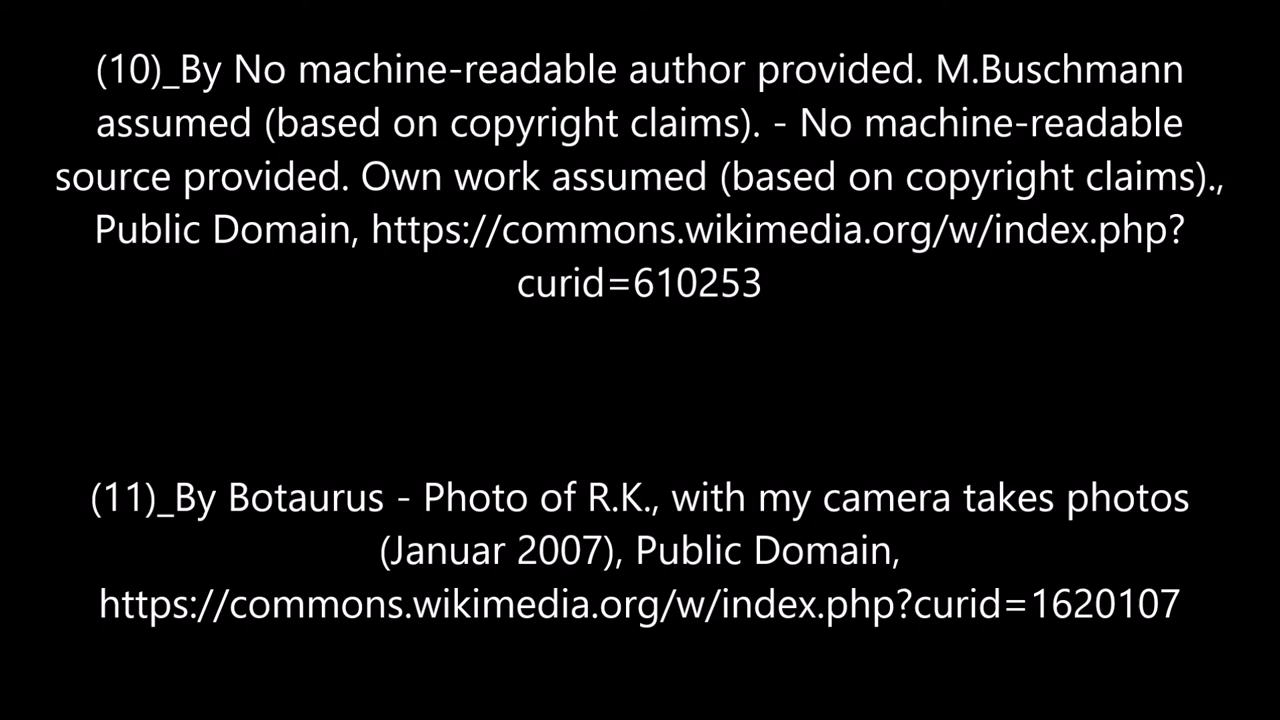 (10)_By No machine-readable author provided. M.Buschmann
assumed (based on copyright claims). - No machine-readable
source provided. Own work assumed (based on copyright claims).,
Public Domain, https://commons.wikimedia.org/w/index.php?
curid=610253
(11)_By Botaurus - Photo of R.K., with my camera takes photos
(Januar 2007), Public Domain,
https://commons.wikimedia.org/w/index.php?curid=1620107